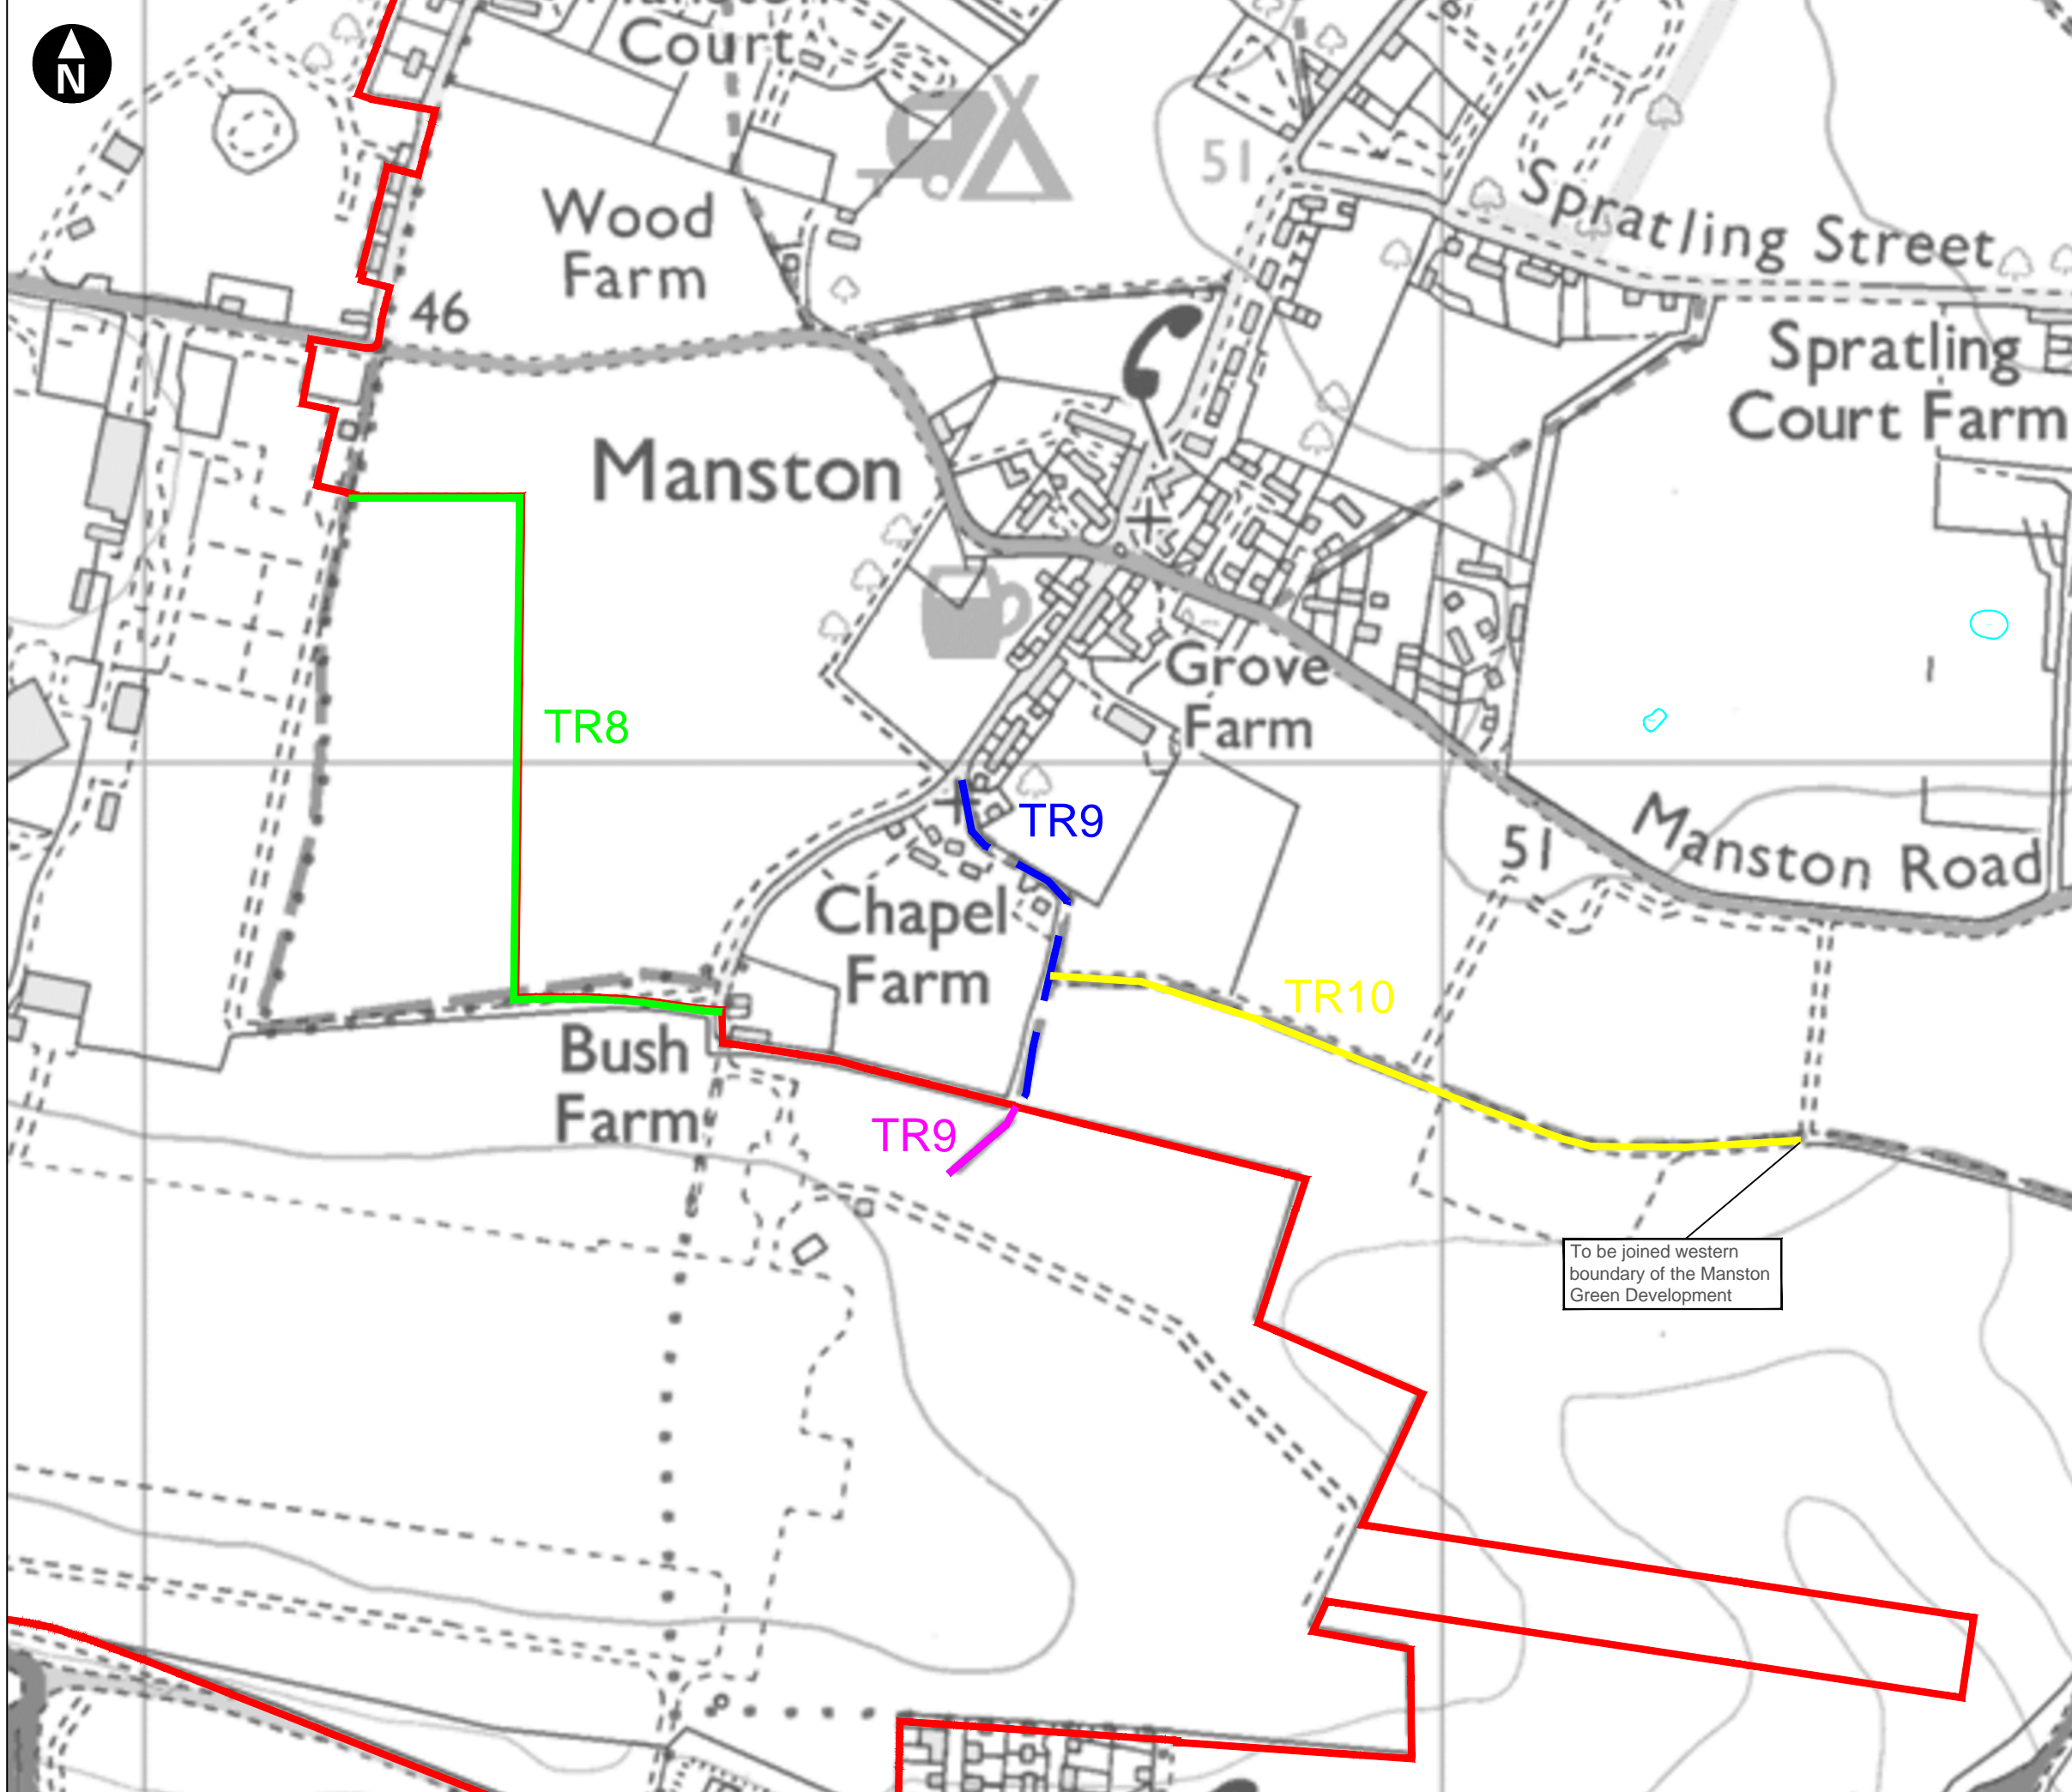 N
Court
51
Wood
Farm
Spratling Street
46
Spratling
Court Farm
Manston
Grove
Farm
TR8
TR9
Manston Road
51
Chapel
Farm
TR10
Bush
Farm
TR9
To be joined western
boundary of the Manston
Green Development